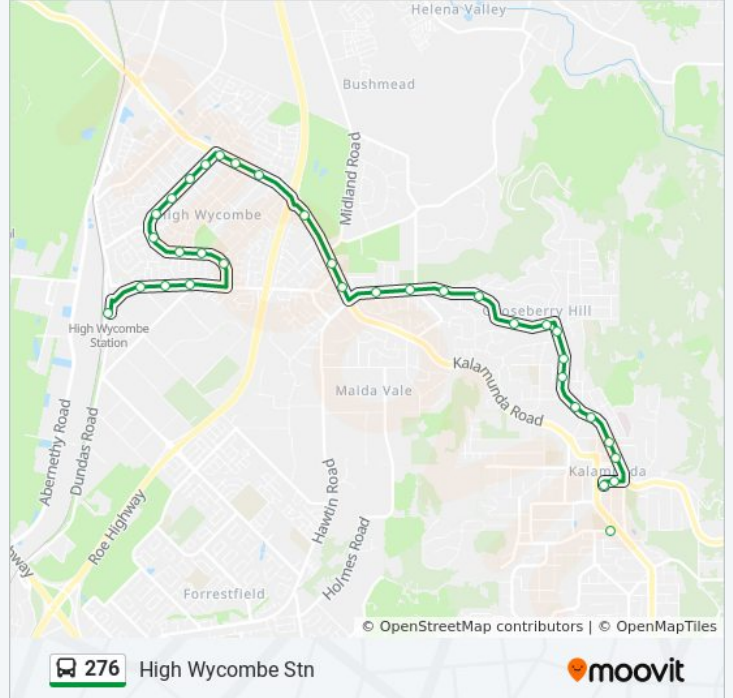 Helena Valley
Bushmead
Midland Road
High Wycombe
Gooseberry Hill
High Wycombe
Station
Maida Vale
Kalamunda Road
Kalamunda
Abernethy Road
Dundas Road
Roe Highway
Hawtin Road
Holmes Road
Forrestfield
© OpenStreetMap contributors | © OpenMapTiles
276 High Wycombe Stn
moovit